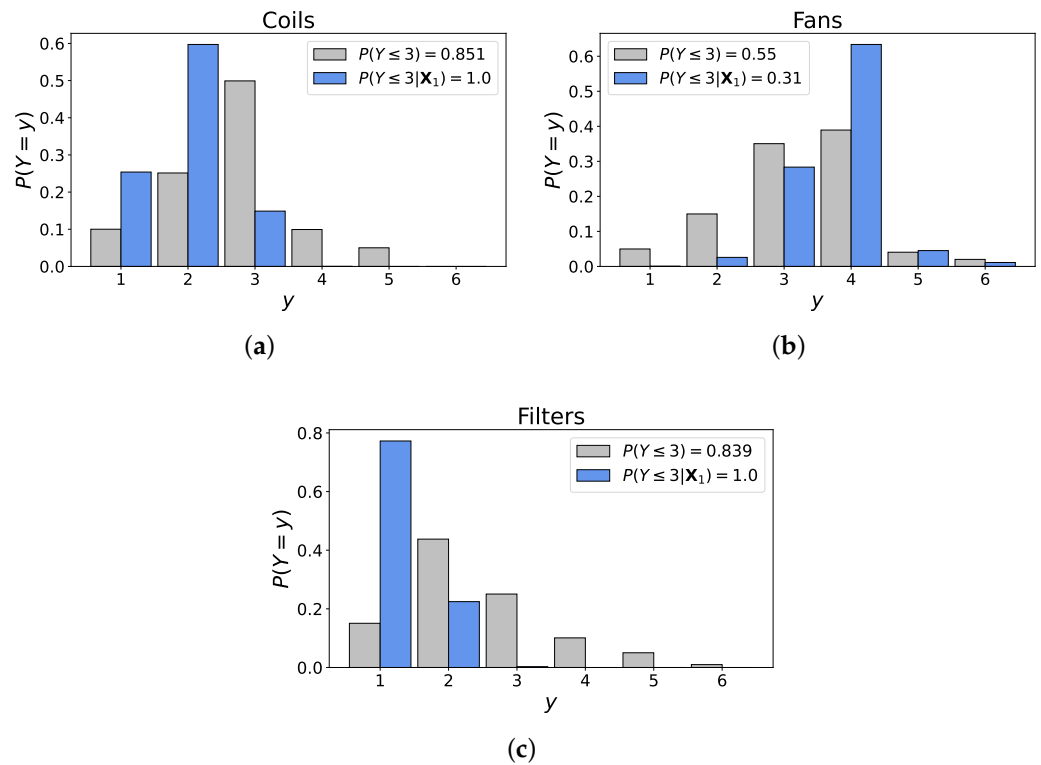 Coils
P(Y = y)
0.6
0.5
0.4
0.3
0.2
0.1
0.0
P(Y ≤ 3) = 0.851
P(Y ≤ 3|X₁) = 1.0
1 2 3 4 5 6
y
(a)
Fans
P(Y = y)
0.6
0.5
0.4
0.3
0.2
0.1
0.0
P(Y ≤ 3) = 0.55
P(Y ≤ 3|X₁) = 0.31
1 2 3 4 5 6
y
(b)
Filters
P(Y = y)
0.8
0.6
0.4
0.2
0.0
P(Y ≤ 3) = 0.839
P(Y ≤ 3|X₁) = 1.0
1 2 3 4 5 6
y
(c)